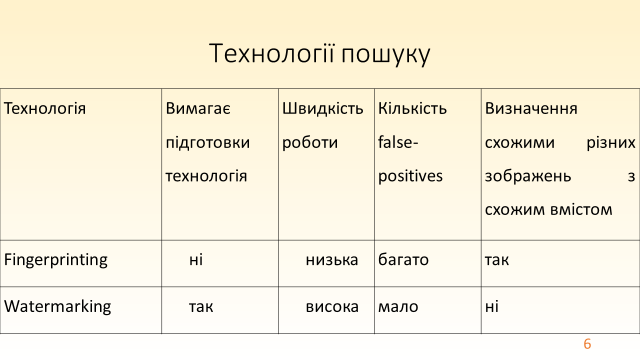 Технології пошуку
Технологія
Вимагає
підготовки
технологія
Швидкість
роботи
Кількість
false-
positives
Визначення
схожими різних
зображень з
схожим вмістом
Fingerprinting ні низька багато так
Watermarking так висока мало ні
6